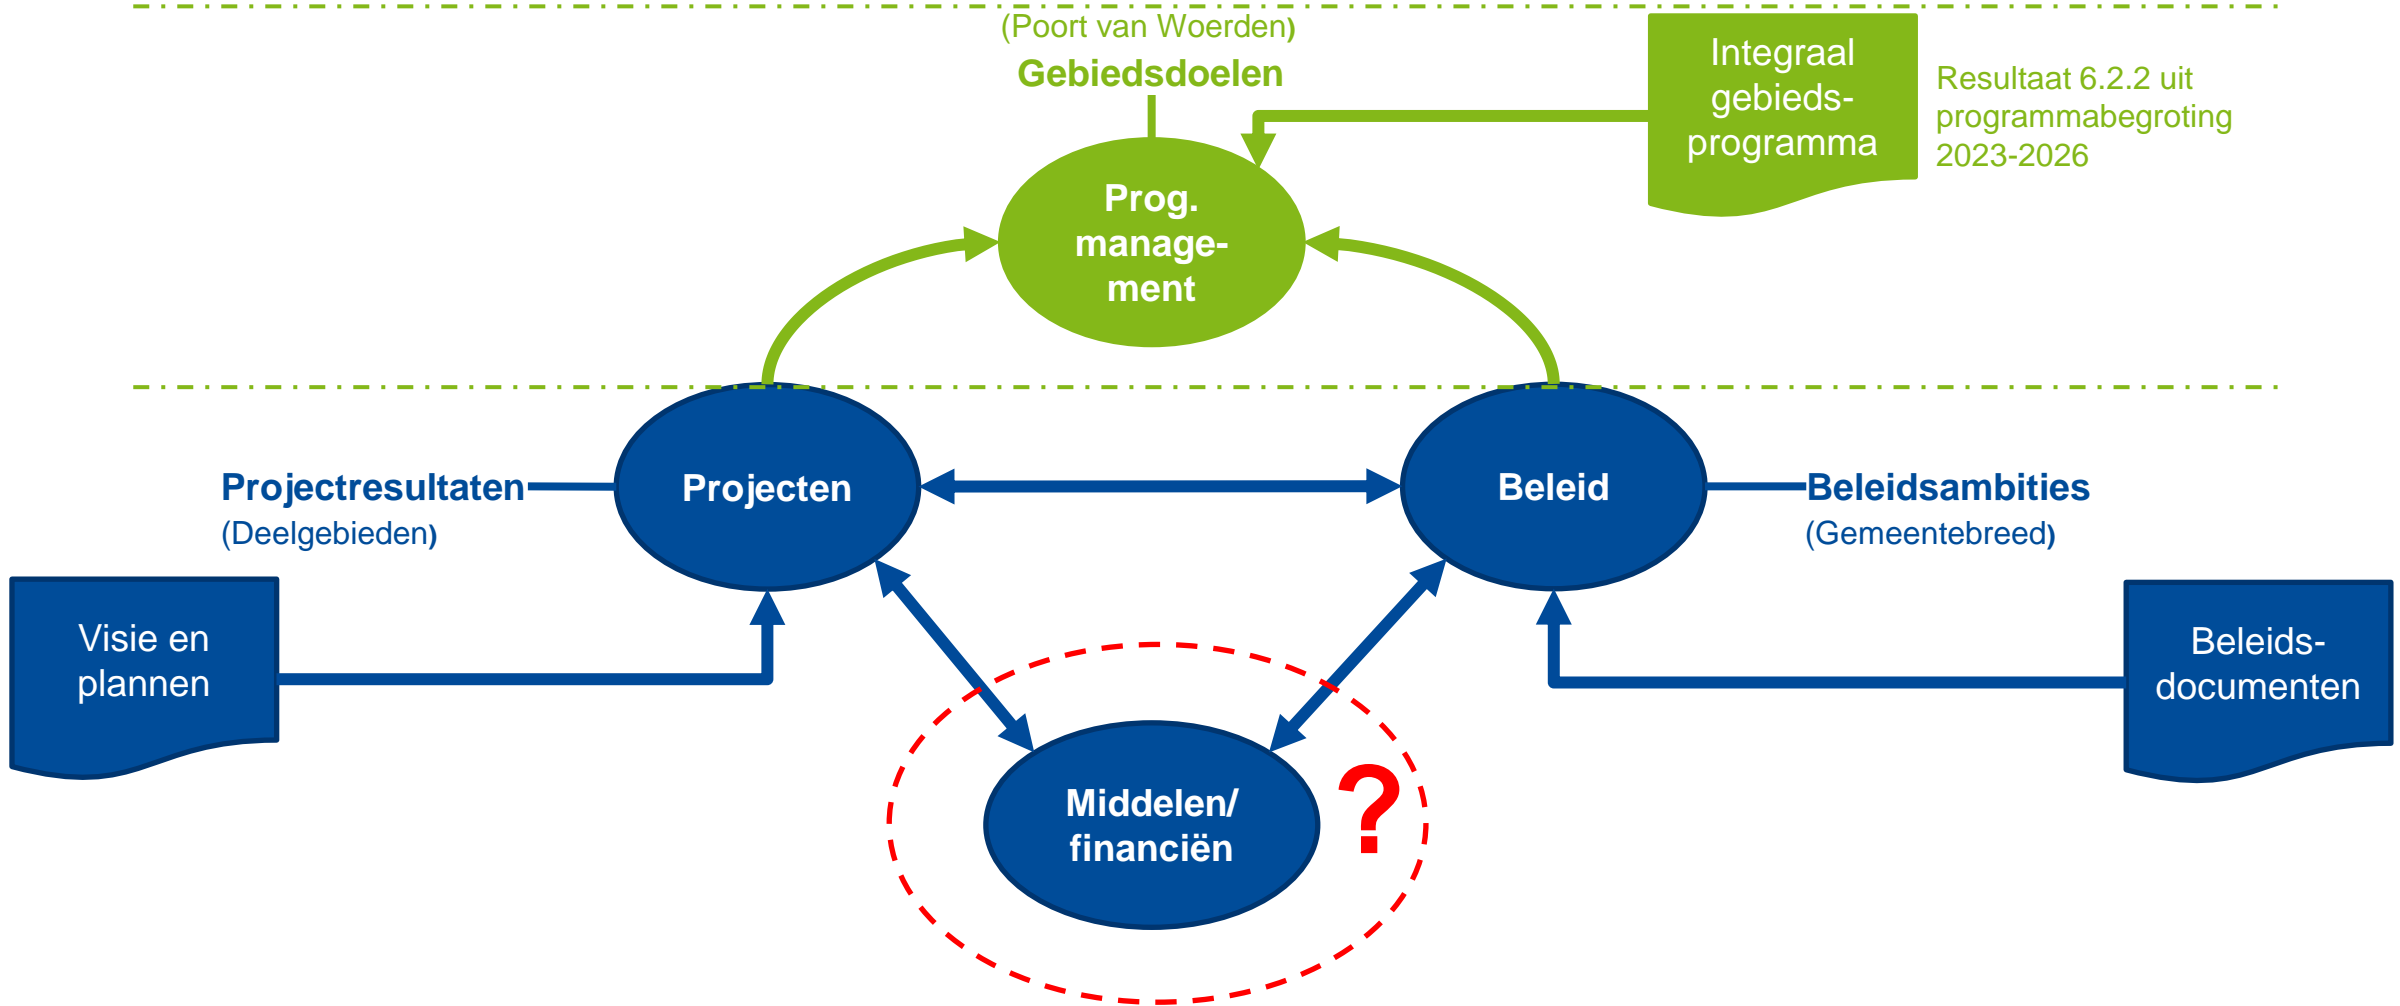 (Poort van Woerden)
Gebiedsdoelen
Integraal
gebieds-
programma
Resultaat 6.2.2 uit
programmabegroting
2023-2026
Prog.
manage-
ment
Projectresultaten
(Deelgebieden)
Projecten
Beleid
Beleidsambities
(Gemeentebreed)
Visie en
plannen
Beleids-
documenten
Middelen/
financiën
?